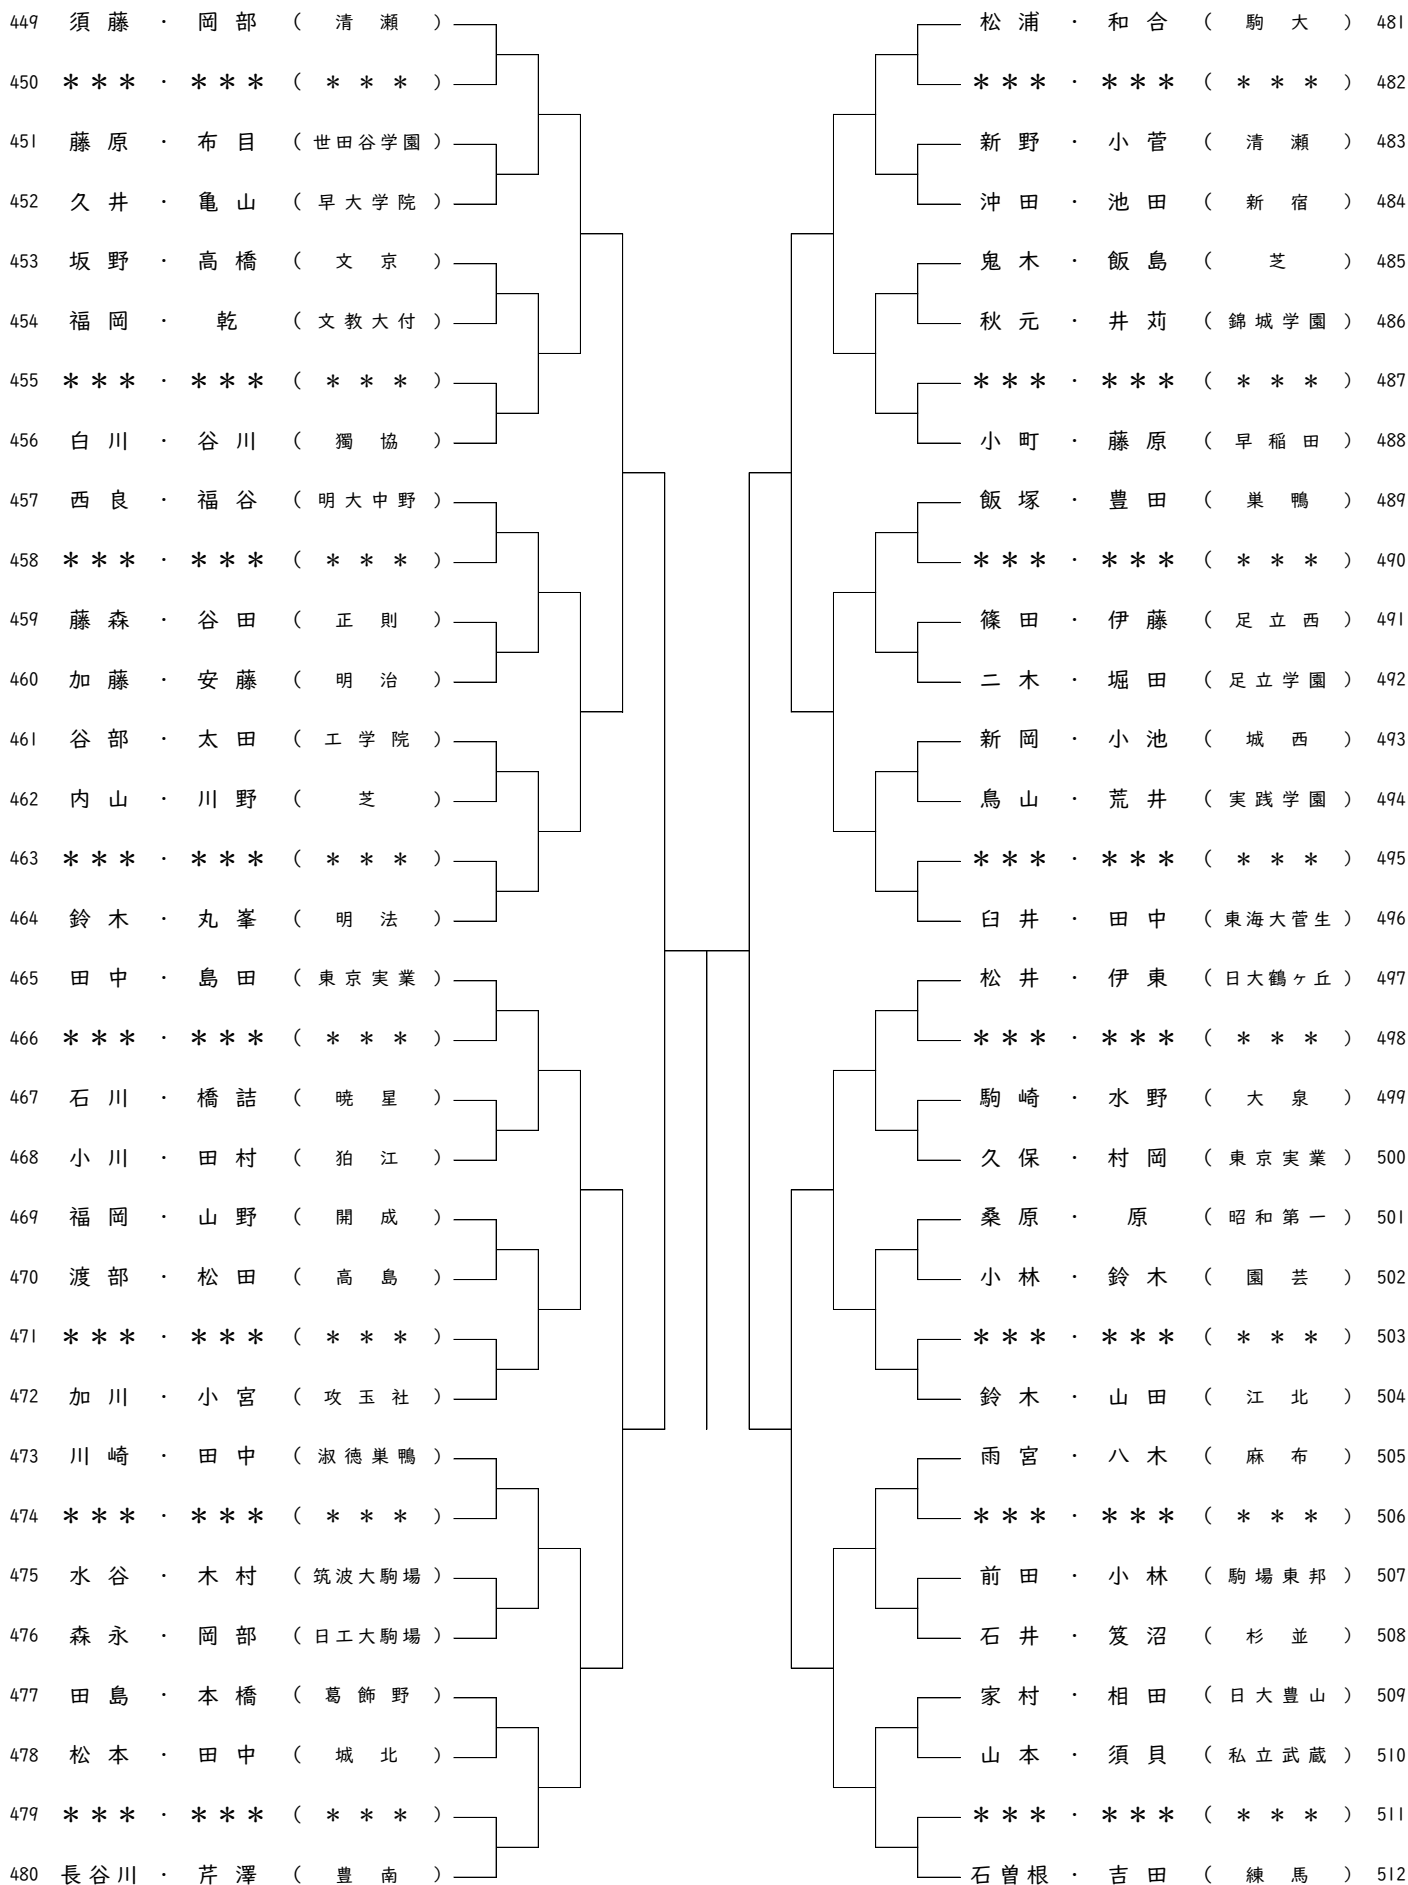 449 須藤 ・ 岡部 ( 清瀬 )
450 *** ・ *** ( *** )
451 藤原 ・ 布目 ( 世田谷学園 )
452 久井 ・ 亀山 ( 早大学院 )
453 坂野 ・ 高橋 ( 文京 )
454 福岡 ・ 乾 ( 文教大付 )
455 *** ・ *** ( *** )
456 白川 ・ 谷川 ( 獨協 )
457 西良 ・ 福谷 ( 明大中野 )
458 *** ・ *** ( *** )
459 藤森 ・ 谷田 ( 正則 )
460 加藤 ・ 安藤 ( 明治 )
461 谷部 ・ 太田 ( 工学院 )
462 内山 ・ 川野 ( 芝 )
463 *** ・ *** ( *** )
464 鈴木 ・ 丸峯 ( 明法 )
465 田中 ・ 島田 ( 東京実業 )
466 *** ・ *** ( *** )
467 石川 ・ 橋詰 ( 暁星 )
468 小川 ・ 田村 ( 狛江 )
469 福岡 ・ 山野 ( 開成 )
470 渡部 ・ 松田 ( 高島 )
471 *** ・ *** ( *** )
472 加川 ・ 小宮 ( 攻玉社 )
473 川崎 ・ 田中 ( 淑徳巣鴨 )
474 *** ・ *** ( *** )
475 水谷 ・ 木村 ( 筑波大駒場 )
476 森永 ・ 岡部 ( 日工大駒場 )
477 田島 ・ 本橋 ( 葛飾野 )
478 松本 ・ 田中 ( 城北 )
479 *** ・ *** ( *** )
480 長谷川 ・ 芹澤 ( 豊南 )
松浦 ・ 和合 ( 駒大 ) 481
*** ・ *** ( *** ) 482
新野 ・ 小菅 ( 清瀬 ) 483
沖田 ・ 池田 ( 新宿 ) 484
鬼木 ・ 飯島 ( 芝 ) 485
秋元 ・ 井苅 ( 錦城学園 ) 486
*** ・ *** ( *** ) 487
小町 ・ 藤原 ( 早稲田 ) 488
飯塚 ・ 豊田 ( 巣鴨 ) 489
*** ・ *** ( *** ) 490
篠田 ・ 伊藤 ( 足立西 ) 491
二木 ・ 堀田 ( 足立学園 ) 492
新岡 ・ 小池 ( 城西 ) 493
鳥山 ・ 荒井 ( 実践学園 ) 494
*** ・ *** ( *** ) 495
臼井 ・ 田中 ( 東海大菅生 ) 496
松井 ・ 伊東 ( 日大鶴ヶ丘 ) 497
*** ・ *** ( *** ) 498
駒崎 ・ 水野 ( 大泉 ) 499
久保 ・ 村岡 ( 東京実業 ) 500
桑原 ・ 原 ( 昭和第一 ) 501
小林 ・ 鈴木 ( 園芸 ) 502
*** ・ *** ( *** ) 503
鈴木 ・ 山田 ( 江北 ) 504
雨宮 ・ 八木 ( 麻布 ) 505
*** ・ *** ( *** ) 506
前田 ・ 小林 ( 駒場東邦 ) 507
石井 ・ 笈沼 ( 杉並 ) 508
家村 ・ 相田 ( 日大豊山 ) 509
山本 ・ 須貝 ( 私立武蔵 ) 510
*** ・ *** ( *** ) 511
石曽根 ・ 吉田 ( 練馬 ) 512